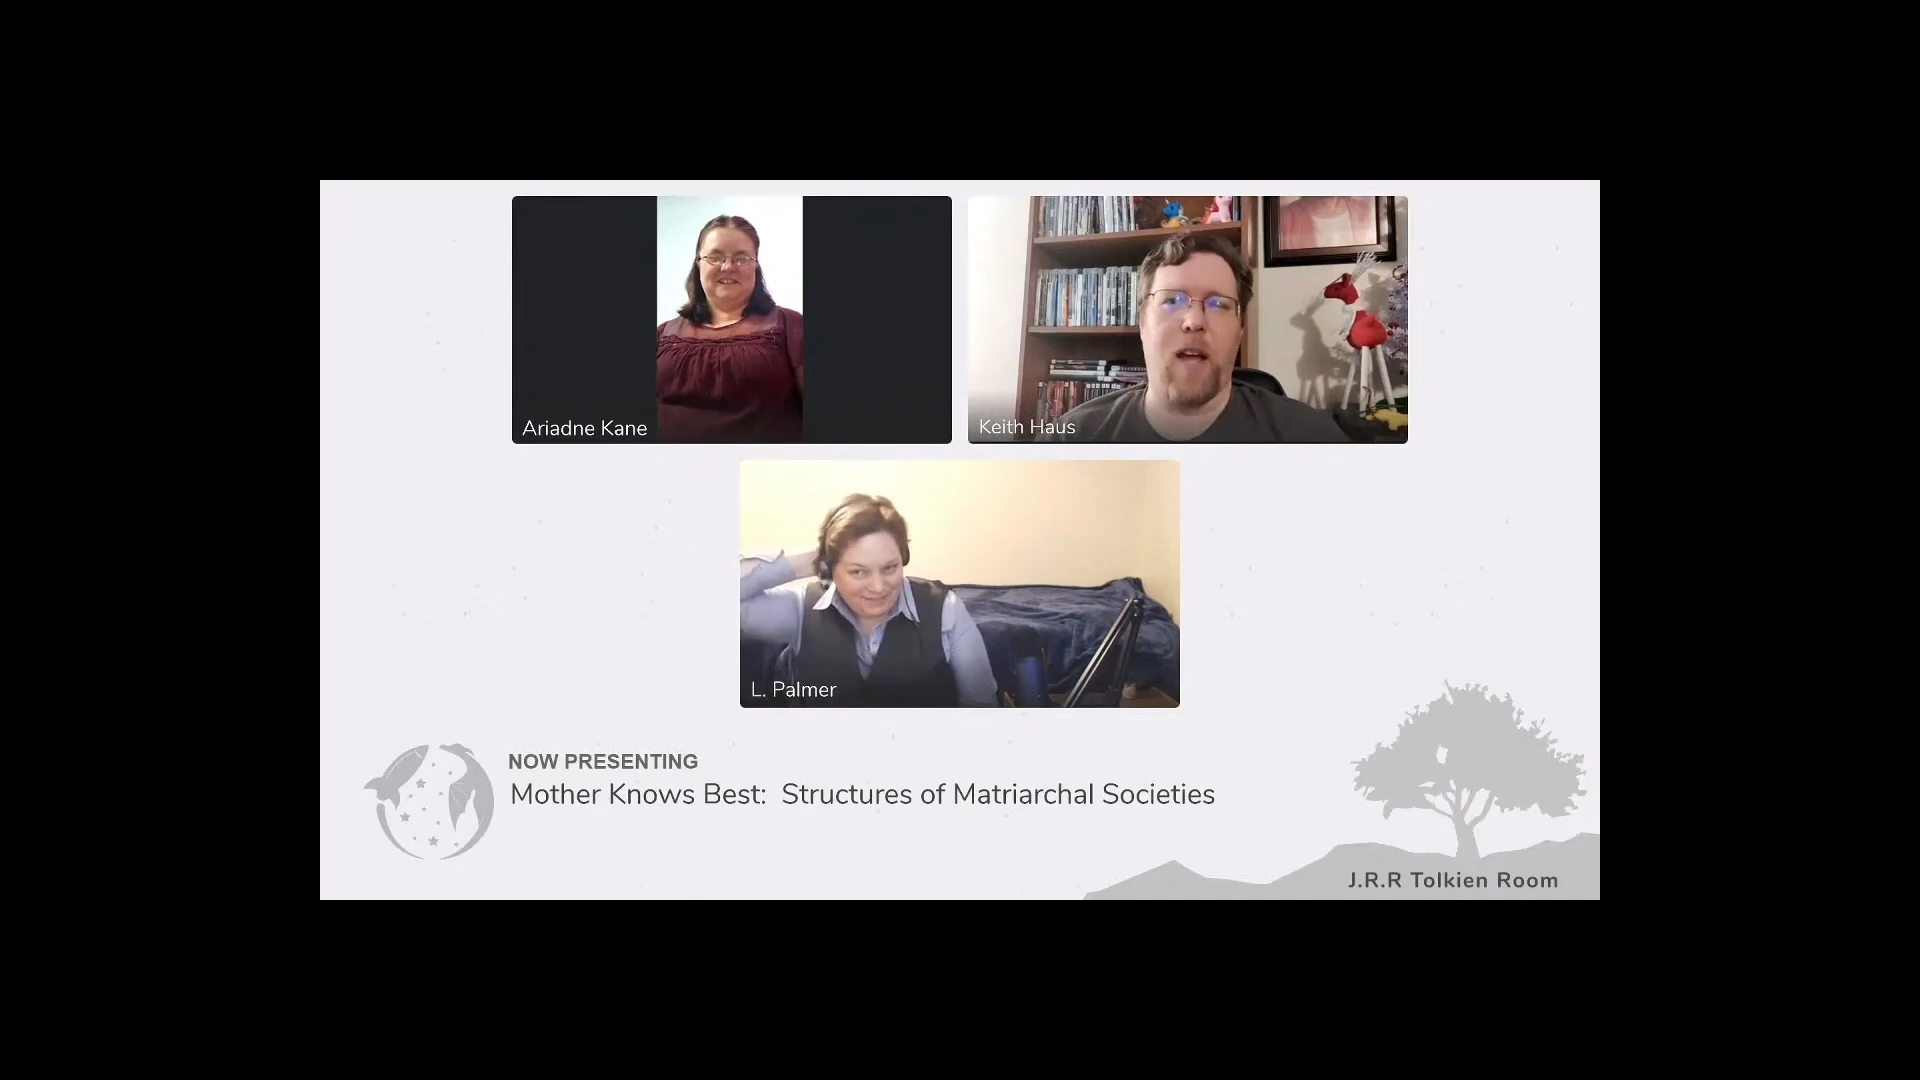 Ariadne Kane
Keith Haus
L. Palmer
NOW PRESENTING
Mother Knows Best: Structures of Matriarchal Societies
J.R.R Tolkien Room